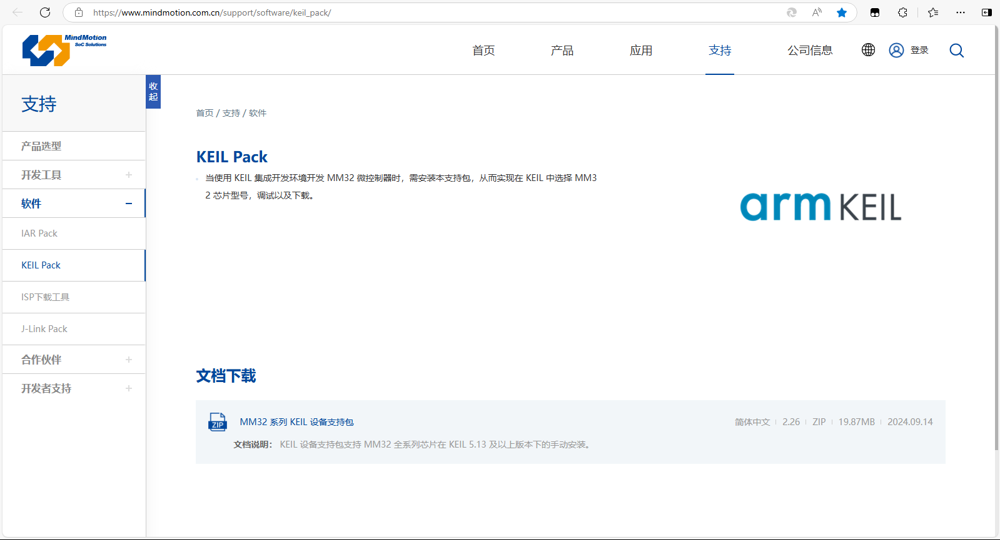 https://www.mindmotion.com.cn/support/software/keil_pack/
MindMotion
SoC Solutions
首页 产品 应用 支持 公司信息 登录
支持
收起
首页 / 支持 / 软件
产品选型
开发工具 +
软件 −
IAR Pack
KEIL Pack
ISP下载工具
J-Link Pack
合作伙伴 +
开发者支持 +
KEIL Pack
当使用 KEIL 集成开发环境开发 MM32 微控制器时，需安装本支持包，从而实现在 KEIL 中选择 MM3
2 芯片型号，调试以及下载。
arm KEIL
文档下载
ZIP MM32 系列 KEIL 设备支持包 简体中文 2.26 ZIP 19.87MB 2024.09.14
文档说明： KEIL 设备支持包支持 MM32 全系列芯片在 KEIL 5.13 及以上版本下的手动安装。